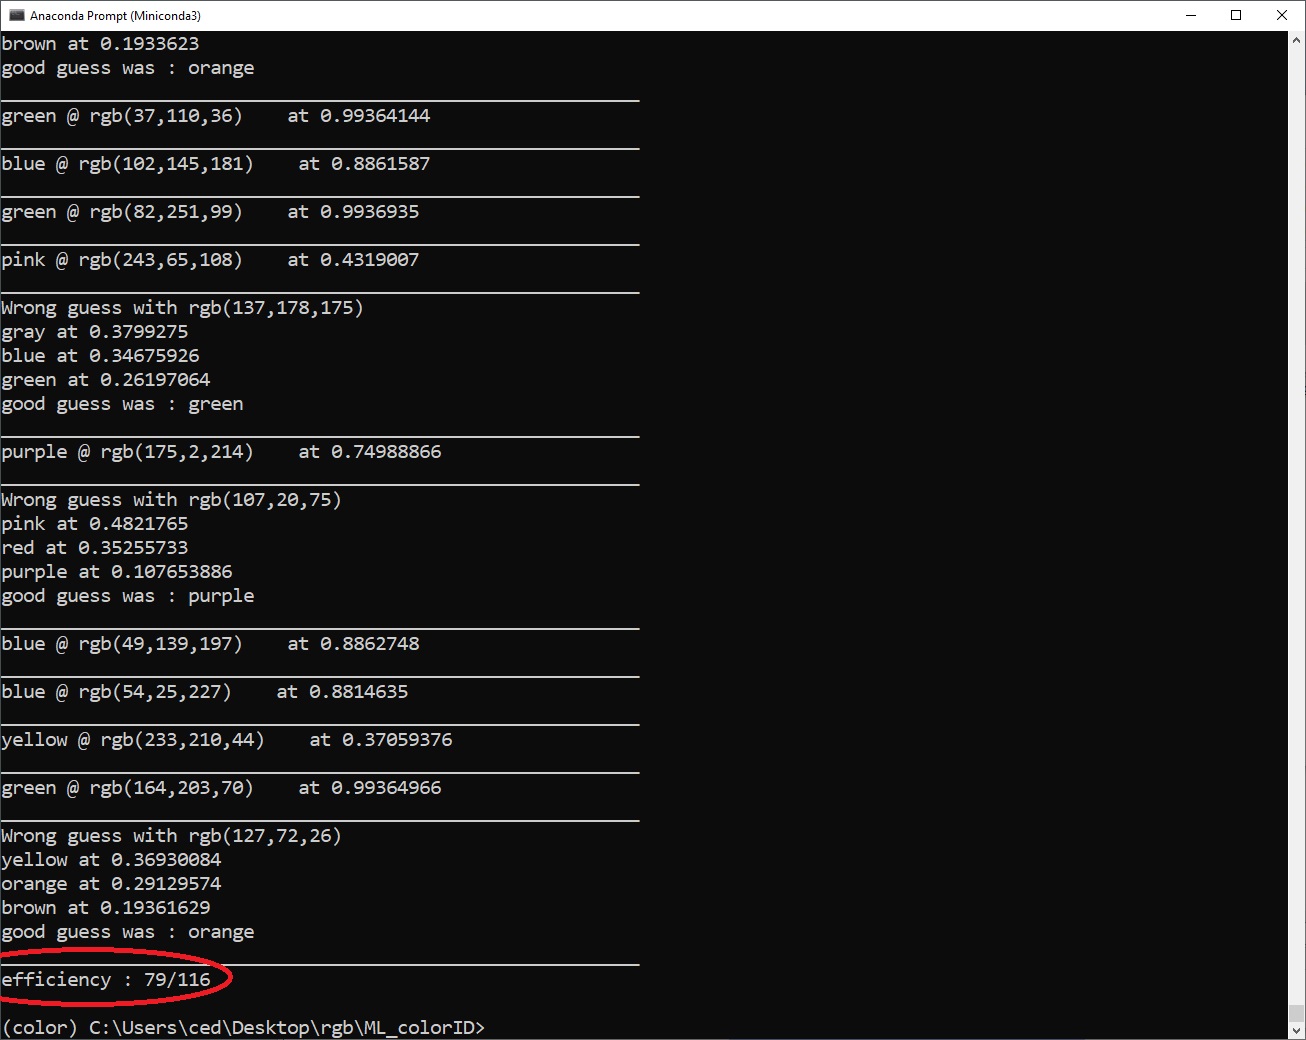 Anaconda Prompt (Miniconda3)
brown at 0.1933623
good guess was : orange
green @ rgb(37,110,36)    at 0.99364144
blue @ rgb(102,145,181)    at 0.8861587
green @ rgb(82,251,99)    at 0.9936935
pink @ rgb(243,65,108)    at 0.4319007
Wrong guess with rgb(137,178,175)
gray at 0.3799275
blue at 0.34675926
green at 0.26197064
good guess was : green
purple @ rgb(175,2,214)    at 0.74988866
Wrong guess with rgb(107,20,75)
pink at 0.4821765
red at 0.35255733
purple at 0.107653886
good guess was : purple
blue @ rgb(49,139,197)    at 0.8862748
blue @ rgb(54,25,227)    at 0.8814635
yellow @ rgb(233,210,44)    at 0.37059376
green @ rgb(164,203,70)    at 0.99364966
Wrong guess with rgb(127,72,26)
yellow at 0.36930084
orange at 0.29129574
brown at 0.19361629
good guess was : orange
efficiency : 79/116
(color) C:\Users\ced\Desktop\rgb\ML_colorID>